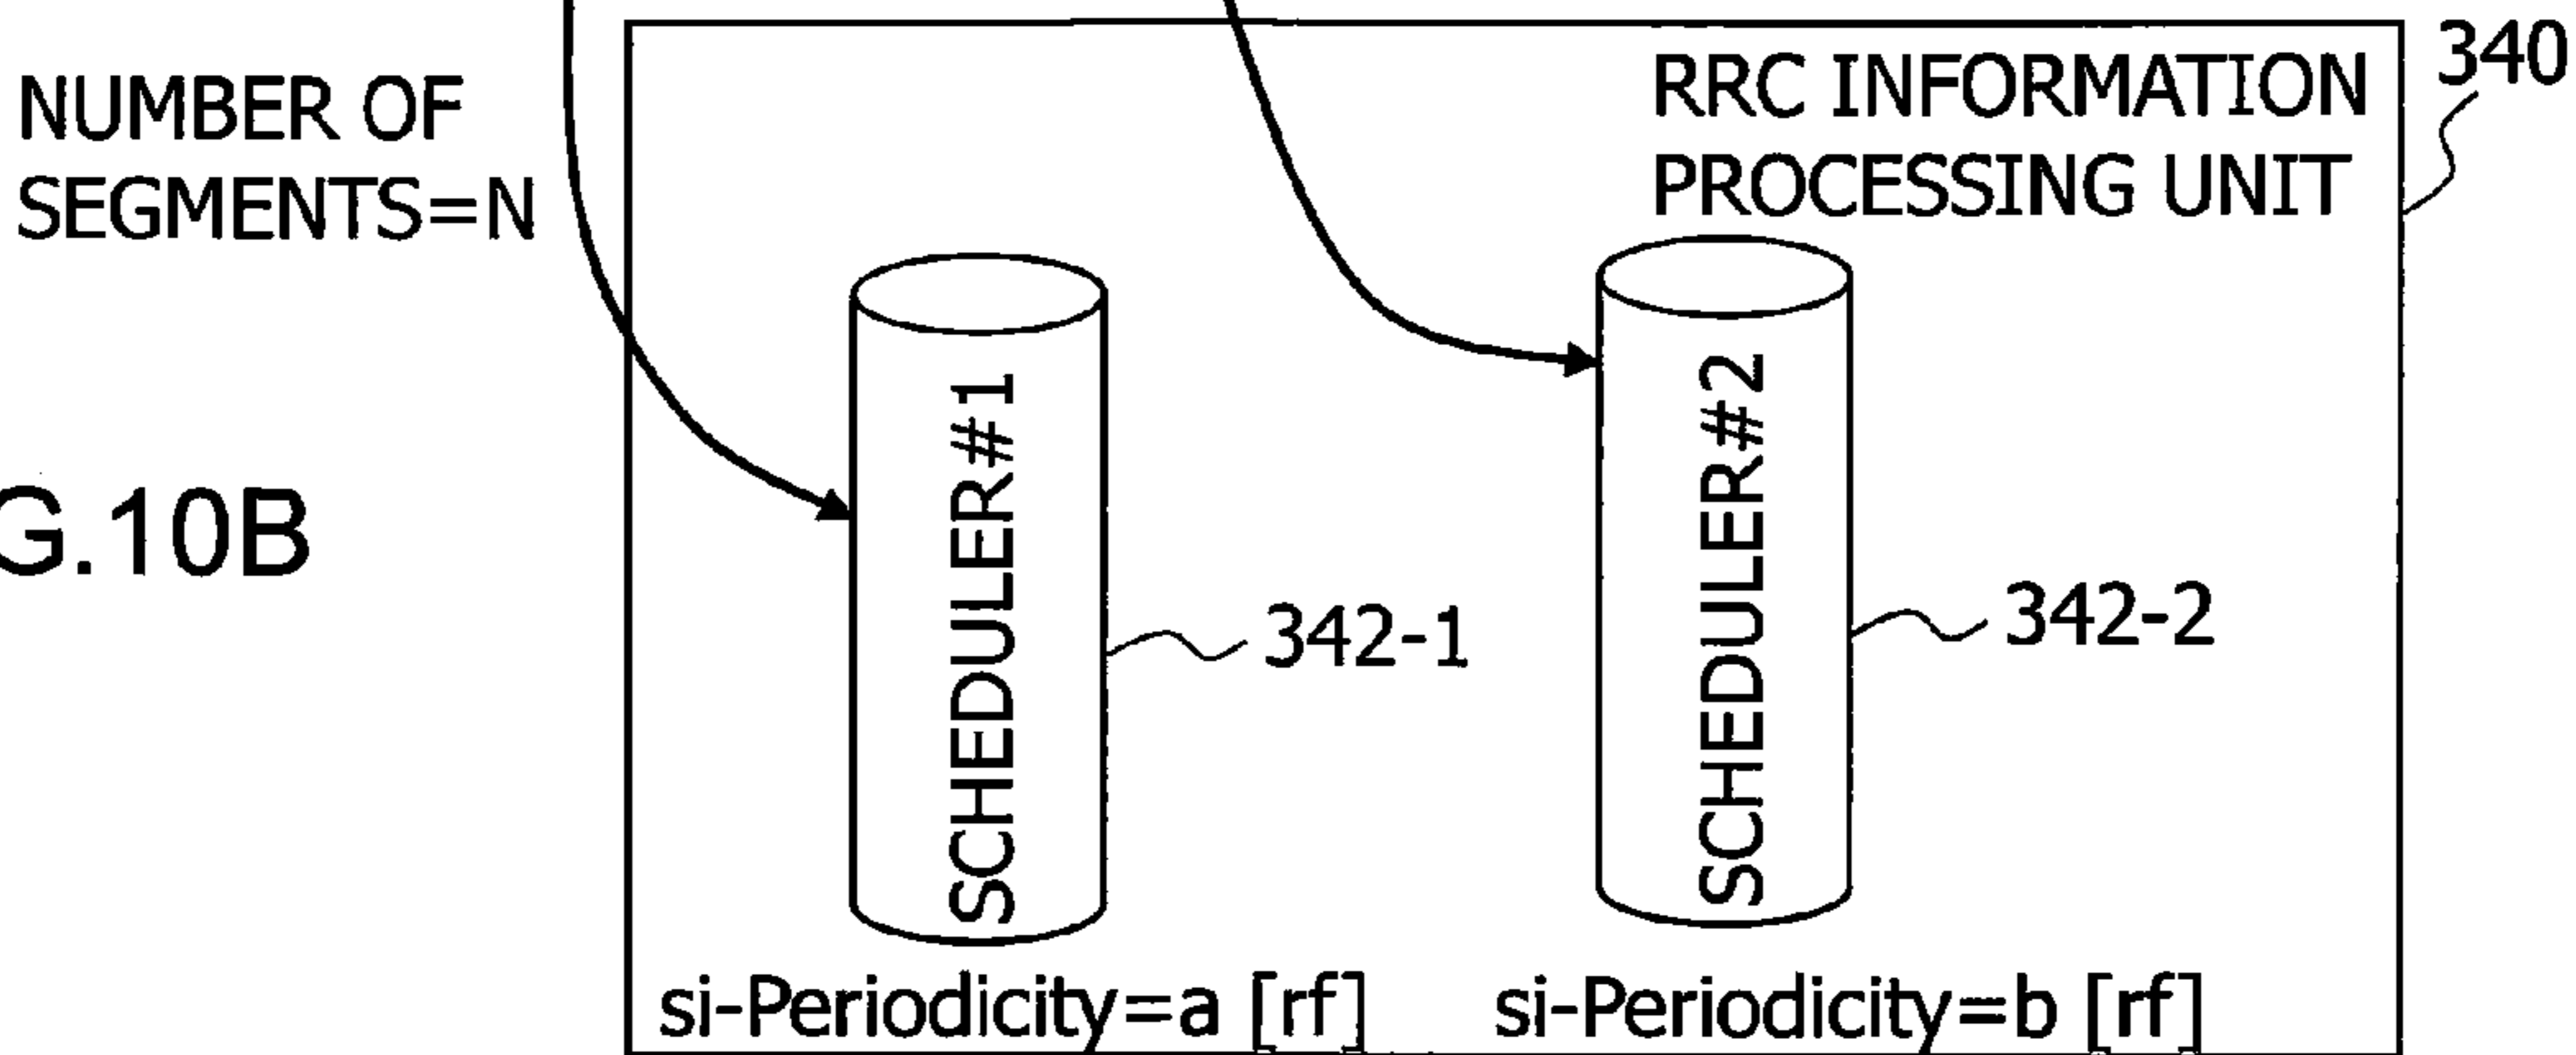 NUMBER OF
SEGMENTS=N
RRC INFORMATION
PROCESSING UNIT
340
SCHEDULER#1
SCHEDULER#2
G.10B
342-1
342-2
si-Periodicity=a [rf]
si-Periodicity=b [rf]